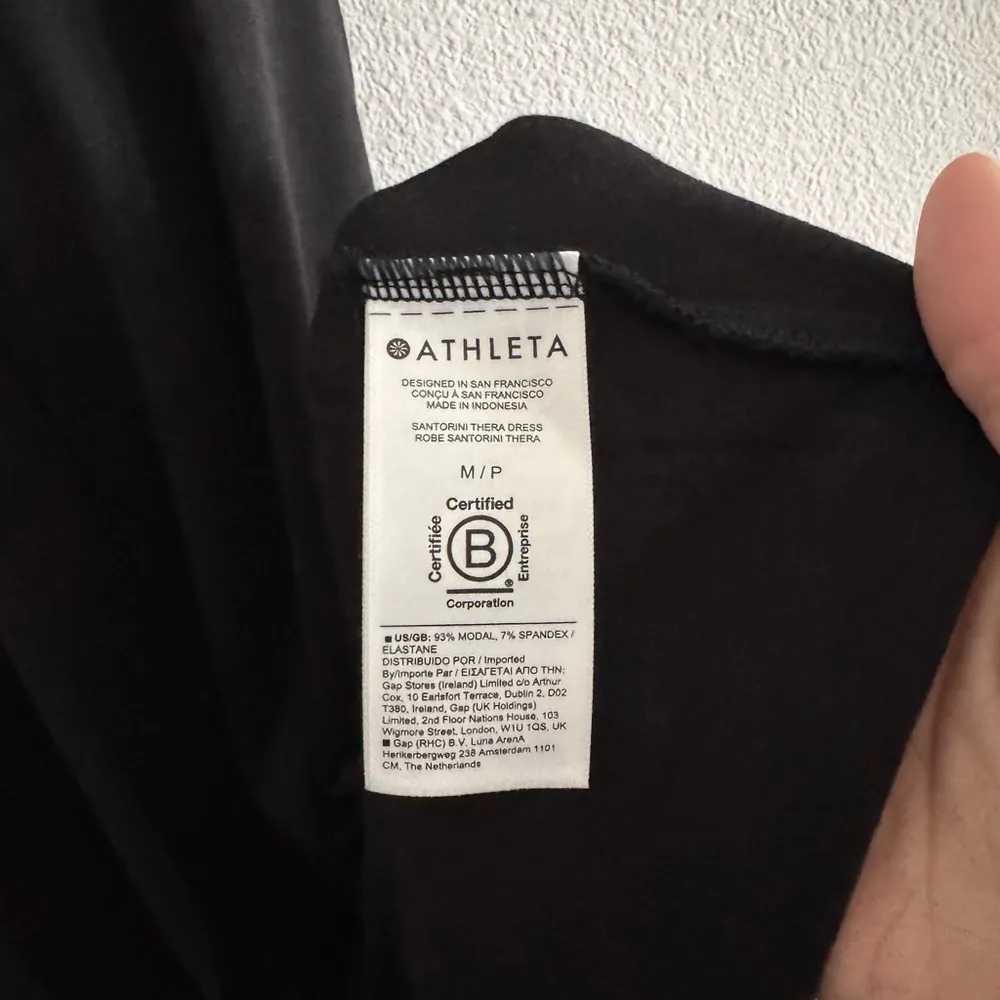 ATHLETA
DESIGNED IN SAN FRANCISCO
CONÇU À SAN FRANCISCO
MADE IN INDONESIA
SANTORINI THERA DRESS
ROBE SANTORINI THERA
M / P
Certified
Certifiée
B
Entreprise
®
Corporation
■ US/GB: 93% MODAL, 7% SPANDEX /
ELASTANE
DISTRIBUIDO POR / Imported
By/Importe Par / ΕΙΣΑΓΕΤΑΙ ΑΠΟ ΤΗΝ:
Gap Stores (Ireland) Limited c/o Arthur
Cox, 10 Earlsfort Terrace, Dublin 2, D02
T380, Ireland, Gap (UK Holdings)
Limited, 2nd Floor Nations House, 103
Wigmore Street, London, W1U 1QS, UK
■ Gap (RHC) B.V. Luna ArenA
Herikerbergweg 238 Amsterdam 1101
CM, The Netherlands